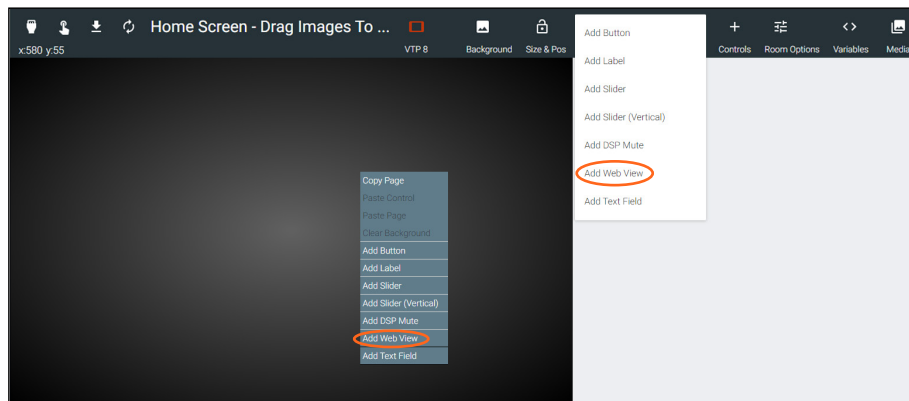 Home Screen - Drag Images To ...
x:580 y:55
VTP 8
Background
Size & Pos
Controls
Room Options
Variables
Media
Add Button
Add Label
Add Slider
Add Slider (Vertical)
Add DSP Mute
Add Web View
Add Text Field
Copy Page
Paste Control
Paste Page
Clear Background
Add Button
Add Label
Add Slider
Add Slider (Vertical)
Add DSP Mute
Add Web View
Add Text Field